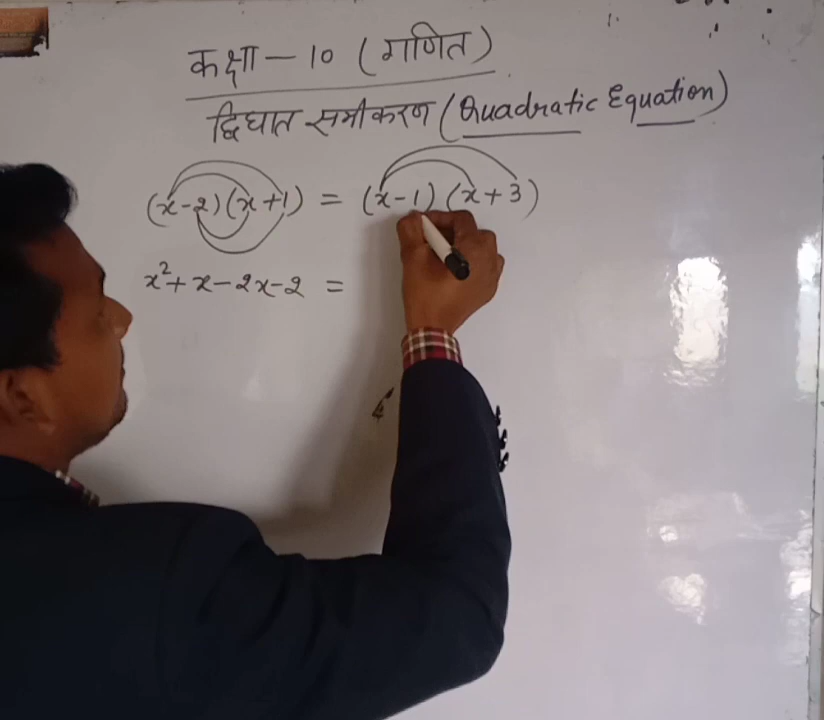 कक्षा - 10 (गणित)
द्विघात समीकरण (Quadratic Equation)
(x-2)(x+1) = (x-1)(x+3)
x²+x-2x-2 =